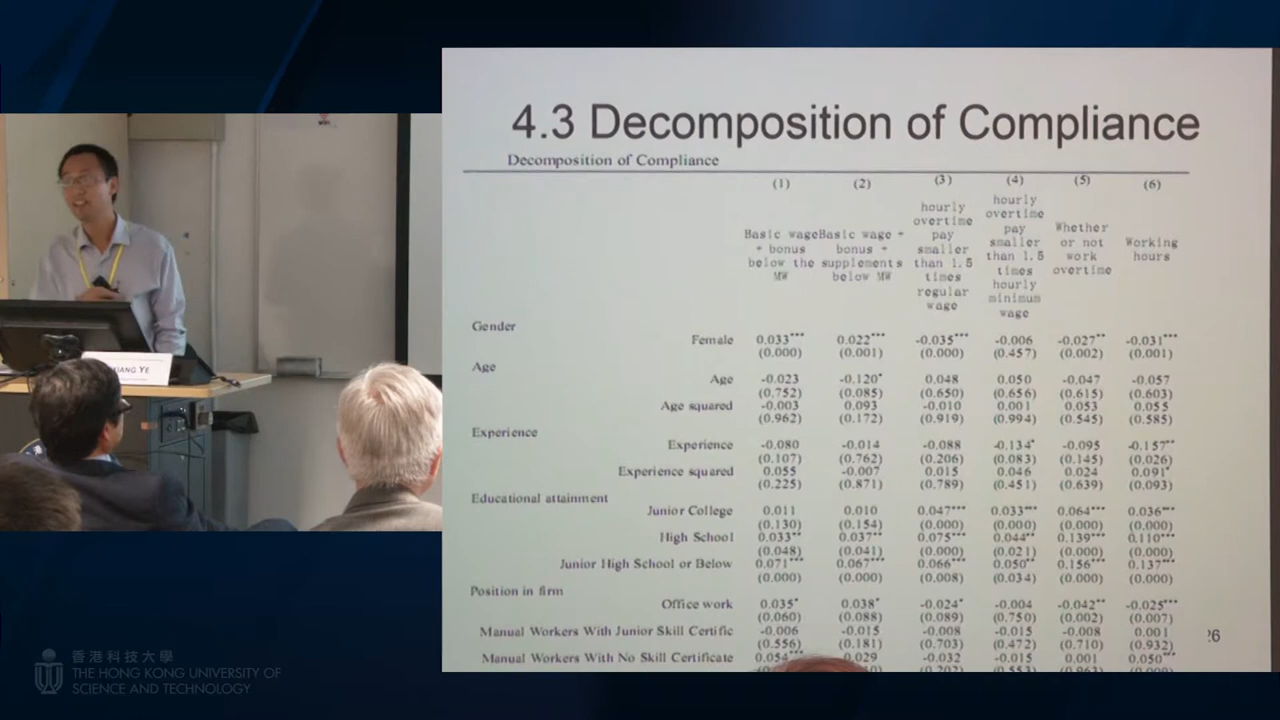 4.3 Decomposition of Compliance
Decomposition of Compliance
(1) (2) (3) (4) (5) (6)
Basic wage + bonus below the MW
Basic wage + bonus + supplements below MW
hourly overtime pay smaller than 1.5 times regular wage
hourly overtime pay smaller than 1.5 times hourly minimum wage
Whether or not work overtime
Working hours
Gender
Female 0.033*** 0.022*** -0.035*** -0.006 -0.027** -0.031***
(0.000) (0.001) (0.000) (0.457) (0.002) (0.001)
Age
Age -0.023 -0.120* 0.048 0.050 -0.047 -0.057
(0.752) (0.085) (0.650) (0.656) (0.615) (0.603)
Age squared -0.003 0.093 -0.010 0.001 0.053 0.055
(0.962) (0.172) (0.919) (0.994) (0.545) (0.585)
Experience
Experience -0.080 -0.014 -0.088 -0.134* -0.095 -0.157**
(0.107) (0.762) (0.206) (0.083) (0.145) (0.026)
Experience squared 0.055 -0.007 0.015 0.046 0.024 0.091*
(0.225) (0.871) (0.789) (0.451) (0.639) (0.093)
Educational attainment
Junior College 0.011 0.010 0.047*** 0.033*** 0.064*** 0.036***
(0.130) (0.154) (0.000) (0.000) (0.000) (0.000)
High School 0.033** 0.037** 0.075*** 0.044** 0.139*** 0.110***
(0.048) (0.041) (0.000) (0.021) (0.000) (0.000)
Junior High School or Below 0.071*** 0.067*** 0.066*** 0.050** 0.156*** 0.137***
(0.000) (0.000) (0.008) (0.034) (0.000) (0.000)
Position in firm
Office work 0.035* 0.038* -0.024* -0.004 -0.042** -0.025***
(0.060) (0.088) (0.089) (0.750) (0.002) (0.007)
Manual Workers With Junior Skill Certific -0.006 -0.015 -0.008 -0.015 -0.008 0.001
(0.556) (0.181) (0.703) (0.472) (0.710) (0.932)
Manual Workers With No Skill Certificate 0.054*** 0.029 -0.032 -0.015 0.001 0.050***
26
YE
香港科技大學
THE HONG KONG UNIVERSITY OF
SCIENCE AND TECHNOLOGY